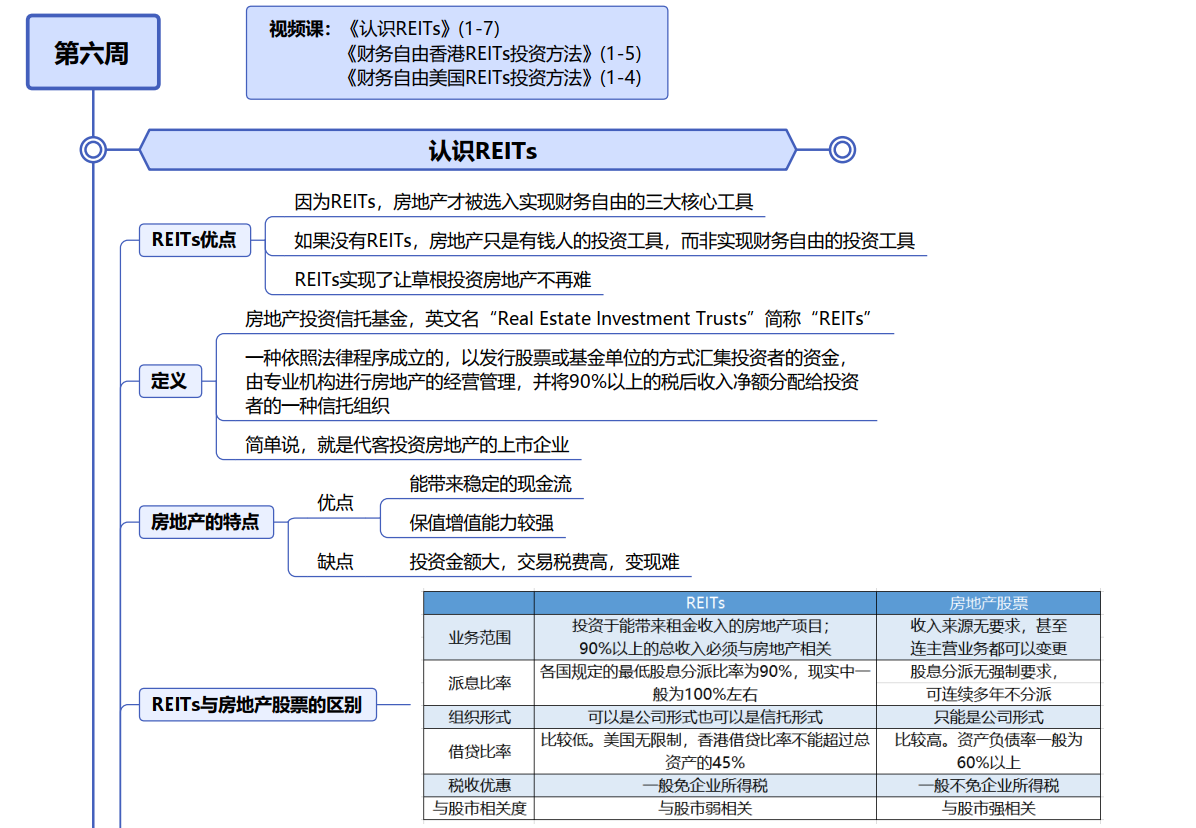 第六周
视频课：《认识REITs》(1-7)
《财务自由香港REITs投资方法》(1-5)
《财务自由美国REITs投资方法》(1-4)
认识REITs
REITs优点
因为REITs，房地产才被选入实现财务自由的三大核心工具
如果没有REITs，房地产只是有钱人的投资工具，而非实现财务自由的投资工具
REITs实现了让草根投资房地产不再难
定义
房地产投资信托基金，英文名“Real Estate Investment Trusts”简称“REITs”
一种依照法律程序成立的，以发行股票或基金单位的方式汇集投资者的资金，
由专业机构进行房地产的经营管理，并将90%以上的税后收入净额分配给投资
者的一种信托组织
简单说，就是代客投资房地产的上市企业
房地产的特点
优点
能带来稳定的现金流
保值增值能力较强
缺点 投资金额大，交易税费高，变现难
REITs与房地产股票的区别
REITs 房地产股票
业务范围
投资于能带来租金收入的房地产项目；
90%以上的总收入必须与房地产相关
收入来源无要求，甚至
连主营业务都可以变更
派息比率
各国规定的最低股息分派比率为90%，现实中一
般为100%左右
股息分派无强制要求，
可连续多年不分派
组织形式 可以是公司形式也可以是信托形式 只能是公司形式
借贷比率
比较低。美国无限制，香港借贷比率不能超过总
资产的45%
比较高。资产负债率一般为
60%以上
税收优惠 一般免企业所得税 一般不免企业所得税
与股市相关度 与股市弱相关 与股市强相关